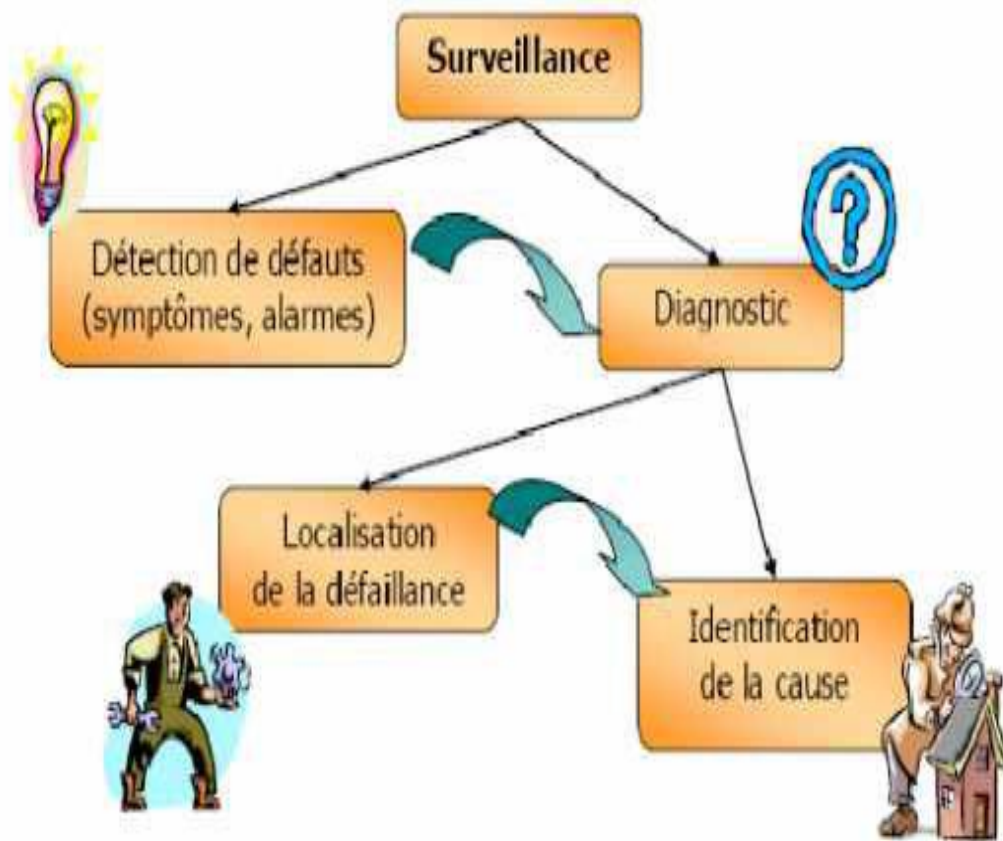 Surveillance
Détection de défauts
(symptômes, alarmes)
?
Diagnostic
Localisation
de la défaillance
Identification
de la cause